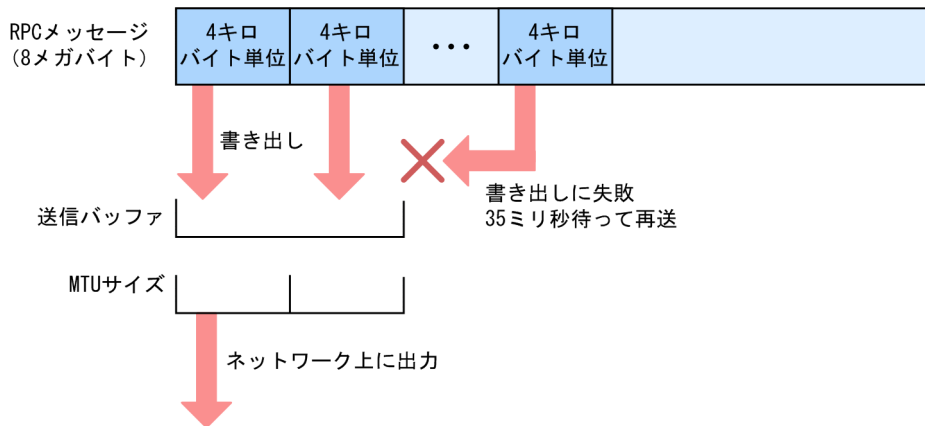 RPCメッセージ
(8メガバイト)
4キロ
バイト単位
4キロ
バイト単位
•••
4キロ
バイト単位
書き出し
書き出しに失敗
35ミリ秒待って再送
送信バッファ
MTUサイズ
ネットワーク上に出力